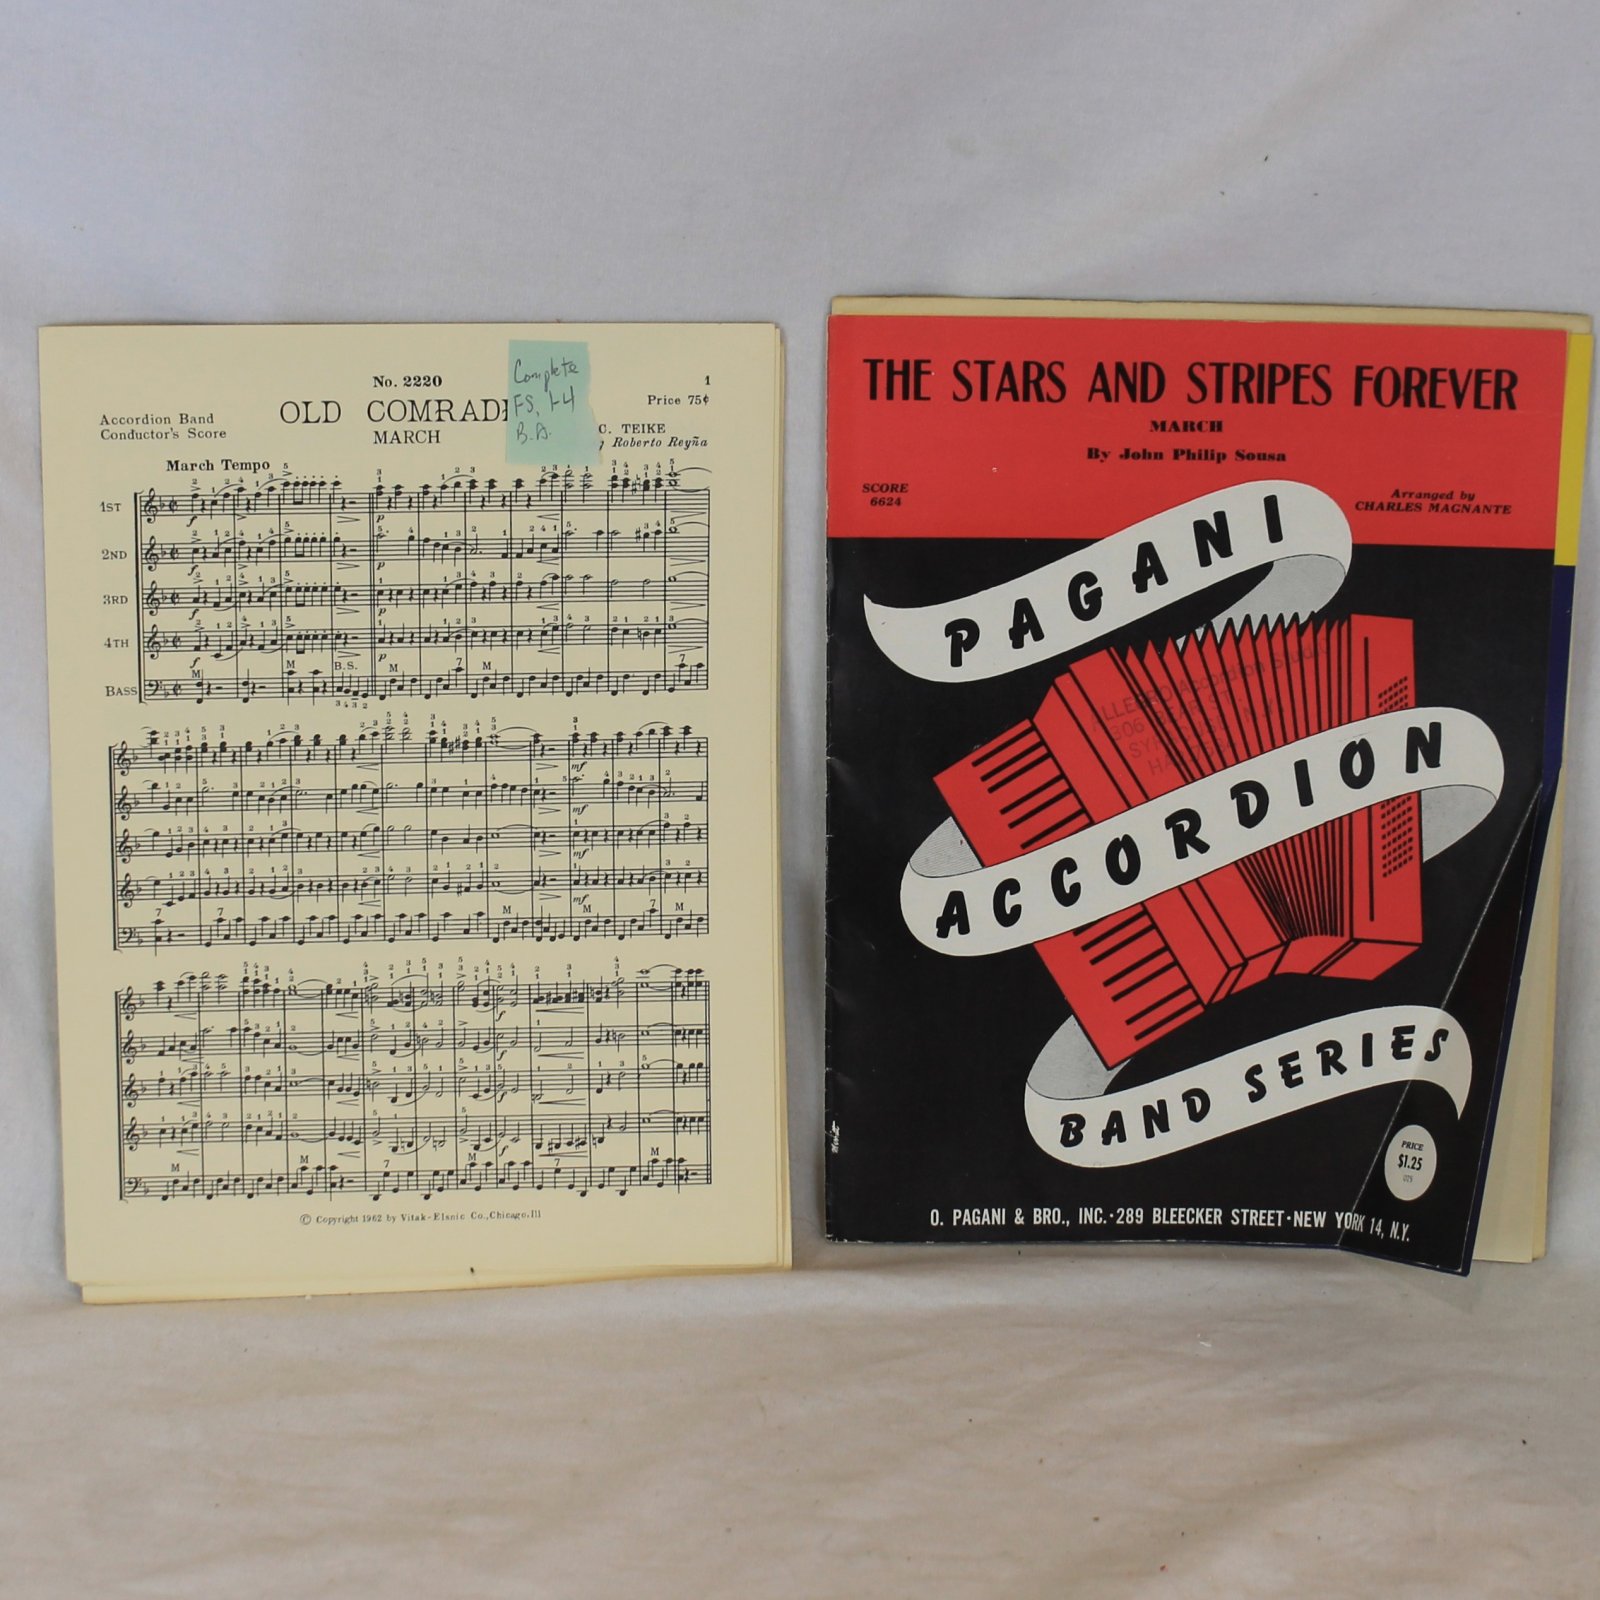 No. 2220
1
Accordion Band
Conductor's Score
OLD COMRADE
MARCH
Price 75¢
C. TEIKE
Roberto Reyña
Complete
FS, 1-4
B.A.
March Tempo
1ST
2ND
3RD
4TH
BASS
B.S.
© Copyright 1962 by Vitak-Elsnic Co., Chicago, Ill
THE STARS AND STRIPES FOREVER
MARCH
By John Philip Sousa
SCORE
6624
Arranged by
CHARLES MAGNANTE
PAGANI
Accordion Studio
306
ACCORDION
BAND SERIES
PRICE
$1.25
O. PAGANI & BRO., INC. · 289 BLEECKER STREET · NEW YORK 14, N.Y.